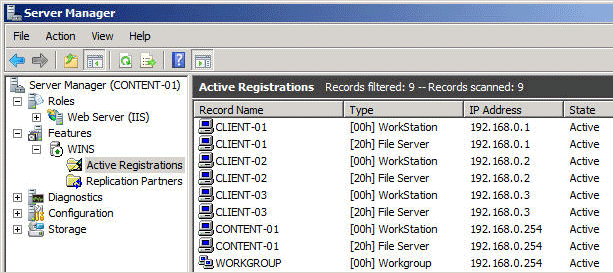 Server Manager
File Action View Help
Server Manager (CONTENT-01)
Roles
Web Server (IIS)
Features
WINS
Active Registrations
Replication Partners
Diagnostics
Configuration
Storage
Active Registrations Records filtered: 9 -- Records scanned: 9
Record Name Type IP Address State
CLIENT-01 [00h] WorkStation 192.168.0.1 Active
CLIENT-01 [20h] File Server 192.168.0.1 Active
CLIENT-02 [00h] WorkStation 192.168.0.2 Active
CLIENT-02 [20h] File Server 192.168.0.2 Active
CLIENT-03 [00h] WorkStation 192.168.0.3 Active
CLIENT-03 [20h] File Server 192.168.0.3 Active
CONTENT-01 [00h] WorkStation 192.168.0.254 Active
CONTENT-01 [20h] File Server 192.168.0.254 Active
WORKGROUP [00h] Workgroup 192.168.0.254 Active